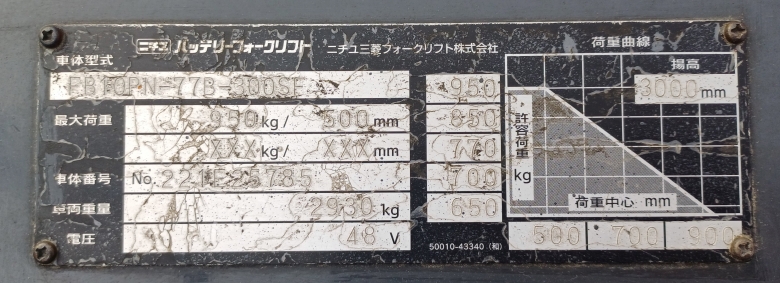 ニチユ バッテリーフォークリフト ニチユ三菱フォークリフト株式会社
車体型式 FB10PN-77B-300SF
最大荷重 950 kg/ 500 mm
XXX kg/ XXX mm
車体番号 No.
車両重量 2930 kg
電圧 48 V
950
850
770
700
650
荷重曲線
揚高
3000 mm
許容荷重 kg
荷重中心 mm
500 700 900
50010-43340 (和)